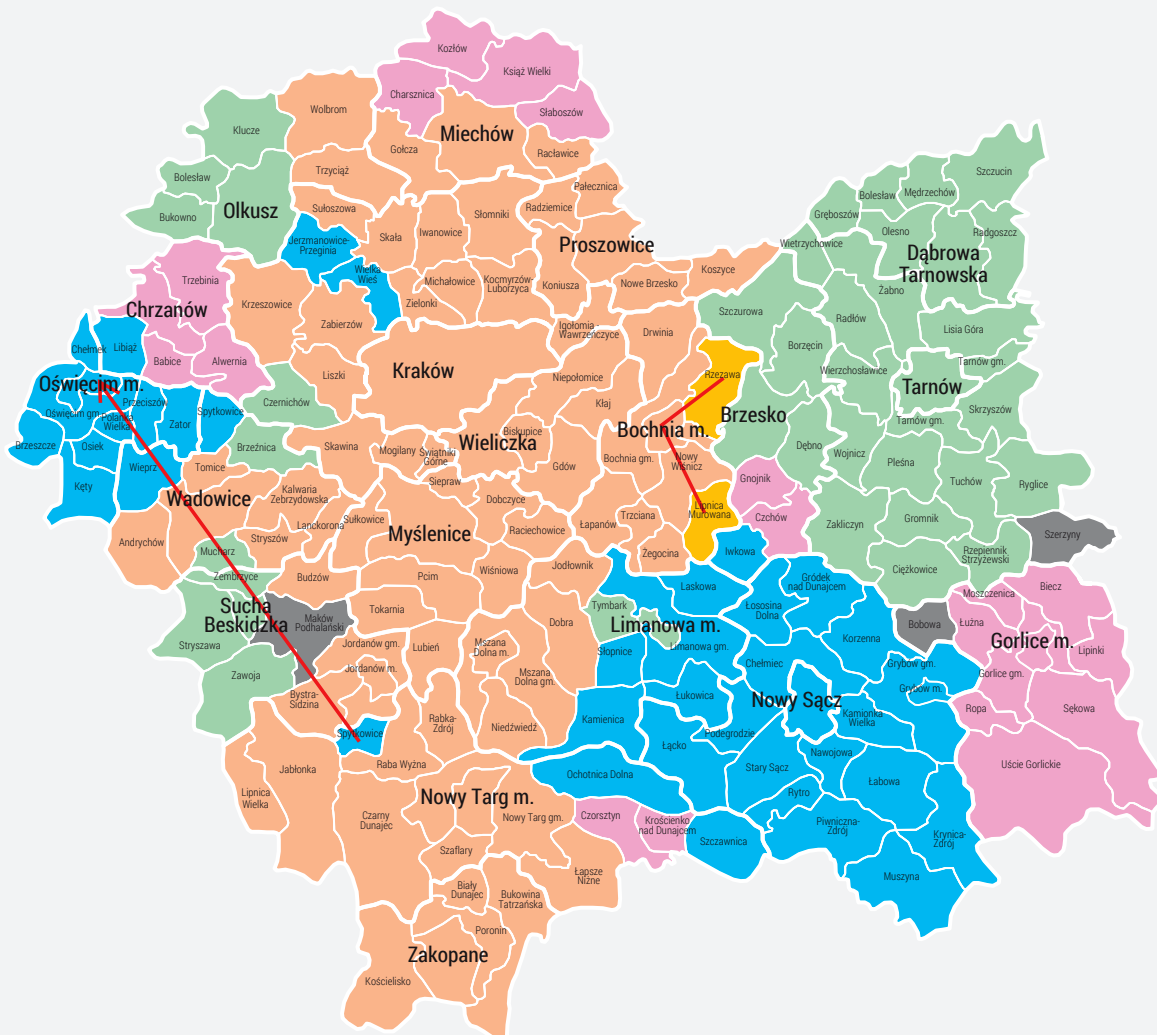 Kozłów
Książ Wielki
Charsznica
Słaboszów
Wolbrom
Klucze
Miechów
Gołcza
Racławice
Trzyciąż
Bolesław
Pałecznica
Sułoszowa
Słomniki
Radziemice
Bukowno
Olkusz
Skała
Iwanowice
Jerzmanowice-
Przeginia
Proszowice
Wielka
Wieś
Trzebinia
Michałowice
Kocmyrzów-
Luborzyca
Koniusza
Nowe Brzesko
Koszyce
Krzeszowice
Zielonki
Chrzanów
Zabierzów
Igołomia -
Wawrzeńczyce
Drwinia
Chełmek
Libiąż
Babice
Alwernia
Kraków
Liszki
Niepołomice
Rzezawa
Oświęcim m.
Oświęcim gm.
Przeciszów
Polanka
Wielka
Zator
Spytkowice
Czernichów
Kłaj
Brzeszcze
Osiek
Brzeźnica
Skawina
Mogilany
Świątniki
Górne
Biskupice
Wieliczka
Bochnia m.
Brzesko
Kęty
Wieprz
Tomice
Wadowice
Kalwaria
Zebrzydowska
Siepraw
Gdów
Bochnia gm.
Nowy
Wiśnicz
Dobczyce
Lanckorona
Sułkowice
Myślenice
Raciechowice
Łapanów
Trzciana
Lipnica
Murowana
Andrychów
Stryszów
Mucharz
Żegocina
Zembrzyce
Budzów
Pcim
Wiśniowa
Jodłownik
Sucha
Beskidzka
Maków
Podhalański
Tokarnia
Dobra
Stryszawa
Jordanów gm.
Lubień
Mszana
Dolna m.
Zawoja
Jordanów m.
Mszana
Dolna gm.
Bystra-
Sidzina
Rabka-
Zdrój
Niedźwiedź
Spytkowice
Raba Wyżna
Jabłonka
Lipnica
Wielka
Czarny
Dunajec
Nowy Targ m.
Nowy Targ gm.
Szaflary
Czorsztyn
Krościenko
nad Dunajcem
Łapsze
Niżne
Biały
Dunajec
Bukowina
Tatrzańska
Poronin
Zakopane
Kościelisko
Szczucin
Bolesław
Mędrzechów
Gręboszów
Olesno
Radgoszcz
Wietrzychowice
Dąbrowa
Tarnowska
Żabno
Szczurowa
Radłów
Lisia Góra
Borzęcin
Wierzchosławice
Tarnów gm.
Tarnów
Skrzyszów
Tarnów gm.
Dębno
Wojnicz
Pleśna
Gnojnik
Tuchów
Ryglice
Czchów
Zakliczyn
Gromnik
Szerzyny
Rzepiennik
Strzyżewski
Ciężkowice
Iwkowa
Laskowa
Gródek
nad Dunajcem
Moszczenica
Biecz
Tymbark
Łososina
Dolna
Bobowa
Łużna
Limanowa m.
Korzenna
Gorlice m.
Lipinki
Słopnice
Limanowa gm.
Chełmiec
Grybów gm.
Gorlice gm.
Grybów m.
Łukowica
Nowy Sącz
Sękowa
Kamienica
Kamionka
Wielka
Ropa
Podegrodzie
Łącko
Nawojowa
Uście Gorlickie
Ochotnica Dolna
Stary Sącz
Łabowa
Rytro
Piwniczna-
Zdrój
Krynica-
Zdrój
Szczawnica
Muszyna